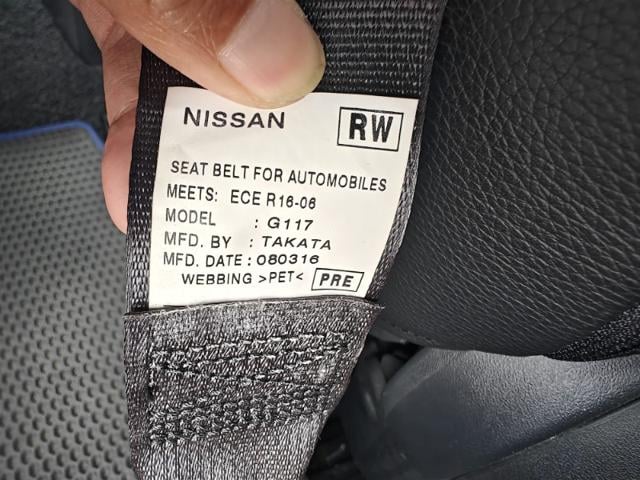 NISSAN RW
SEAT BELT FOR AUTOMOBILES
MEETS: ECE R16-06
MODEL : G117
MFD. BY : TAKATA
MFD. DATE : 080316
WEBBING >PET< PRE